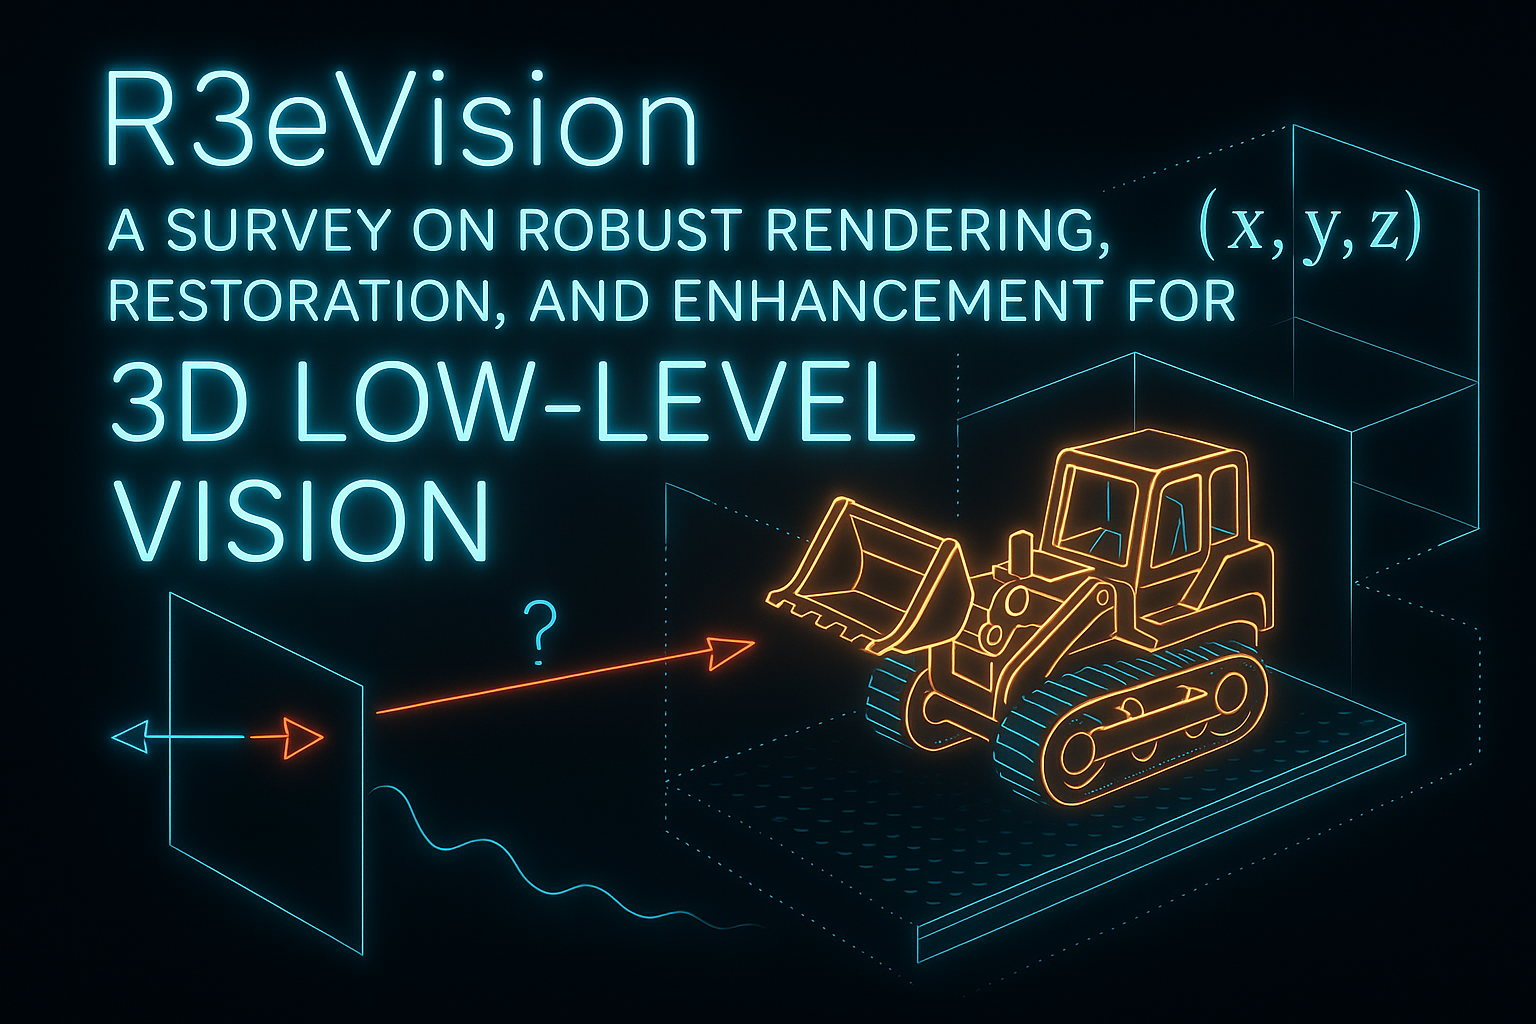 R3eVision
A SURVEY ON ROBUST RENDERING,
RESTORATION, AND ENHANCEMENT FOR
3D LOW-LEVEL
VISION
(x, y, z)
?